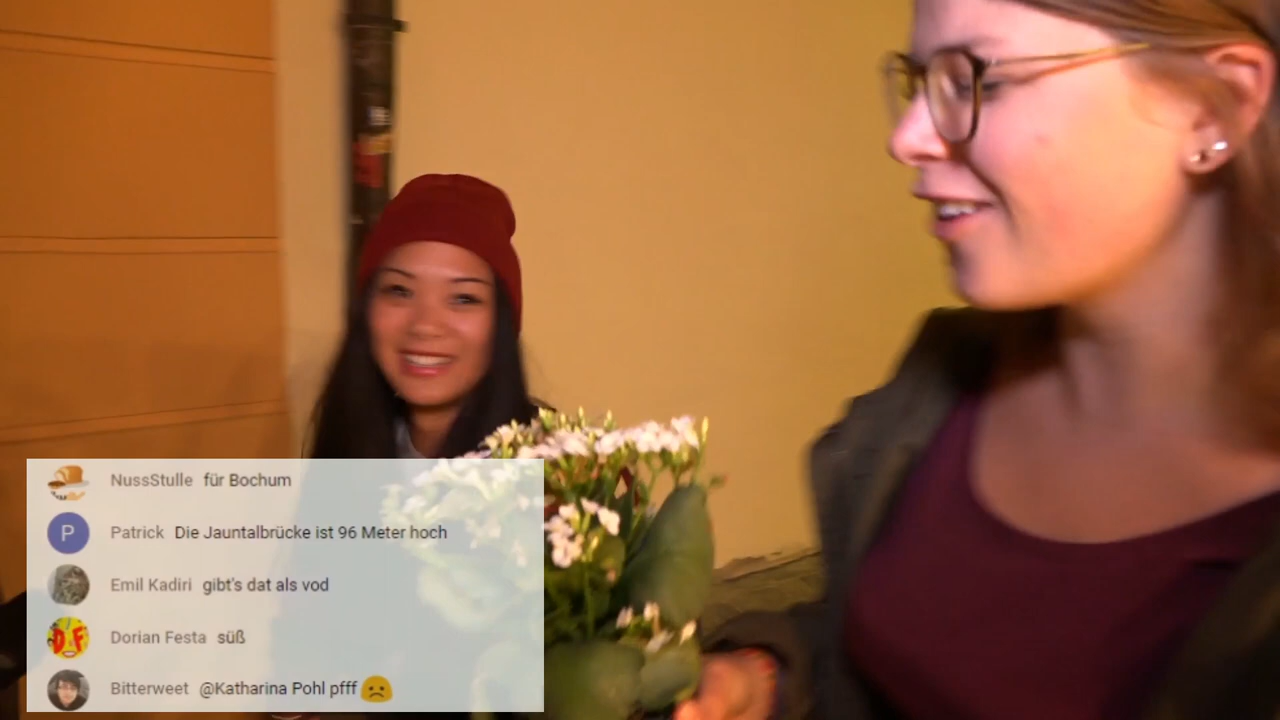 NussStulle für Bochum
P Patrick Die Jauntalbrücke ist 96 Meter hoch
Emil Kadiri gibt's dat als vod
DF Dorian Festa süß
Bitterweet @Katharina Pohl pfff